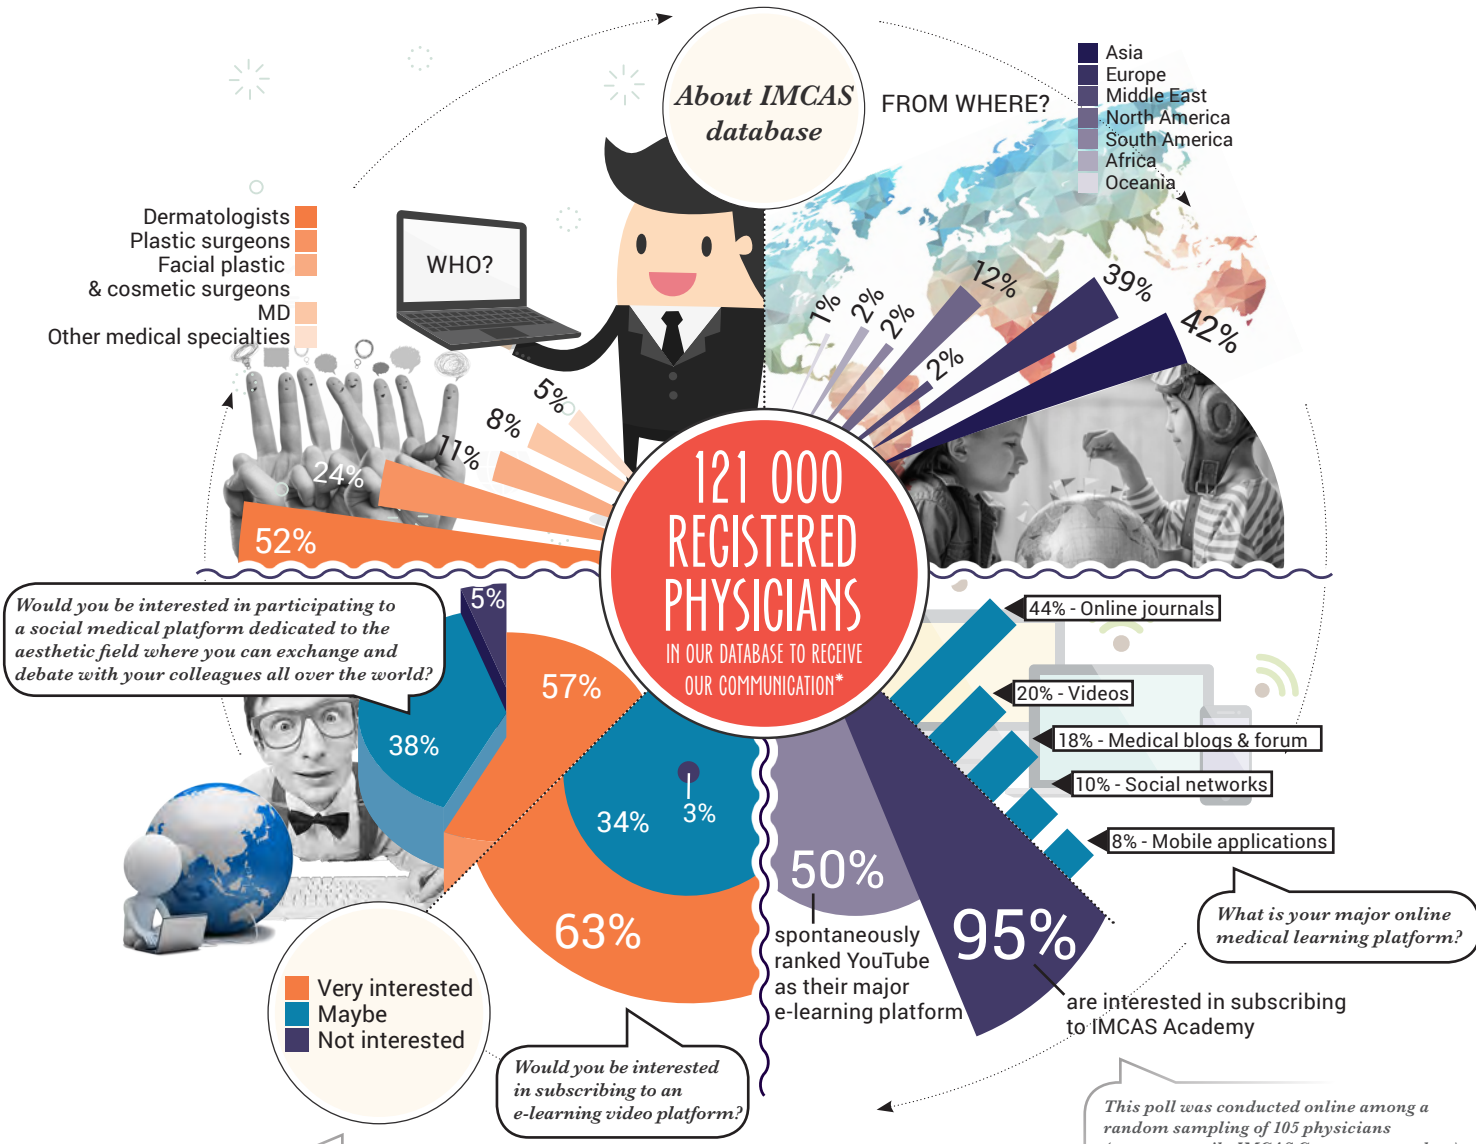 About IMCAS
database
FROM WHERE?
Asia
Europe
Middle East
North America
South America
Africa
Oceania
1%
2%
2%
12%
2%
39%
42%
Dermatologists
Plastic surgeons
Facial plastic
& cosmetic surgeons
MD
Other medical specialties
WHO?
5%
8%
11%
24%
52%
121 000
REGISTERED
PHYSICIANS
IN OUR DATABASE TO RECEIVE
OUR COMMUNICATION*
Would you be interested in participating to
a social medical platform dedicated to the
aesthetic field where you can exchange and
debate with your colleagues all over the world?
5%
57%
38%
34%
3%
63%
Very interested
Maybe
Not interested
Would you be interested
in subscribing to an
e-learning video platform?
50%
spontaneously
ranked YouTube
as their major
e-learning platform
95%
are interested in subscribing
to IMCAS Academy
44% - Online journals
20% - Videos
18% - Medical blogs & forum
10% - Social networks
8% - Mobile applications
What is your major online
medical learning platform?
This poll was conducted online among a
random sampling of 105 physicians